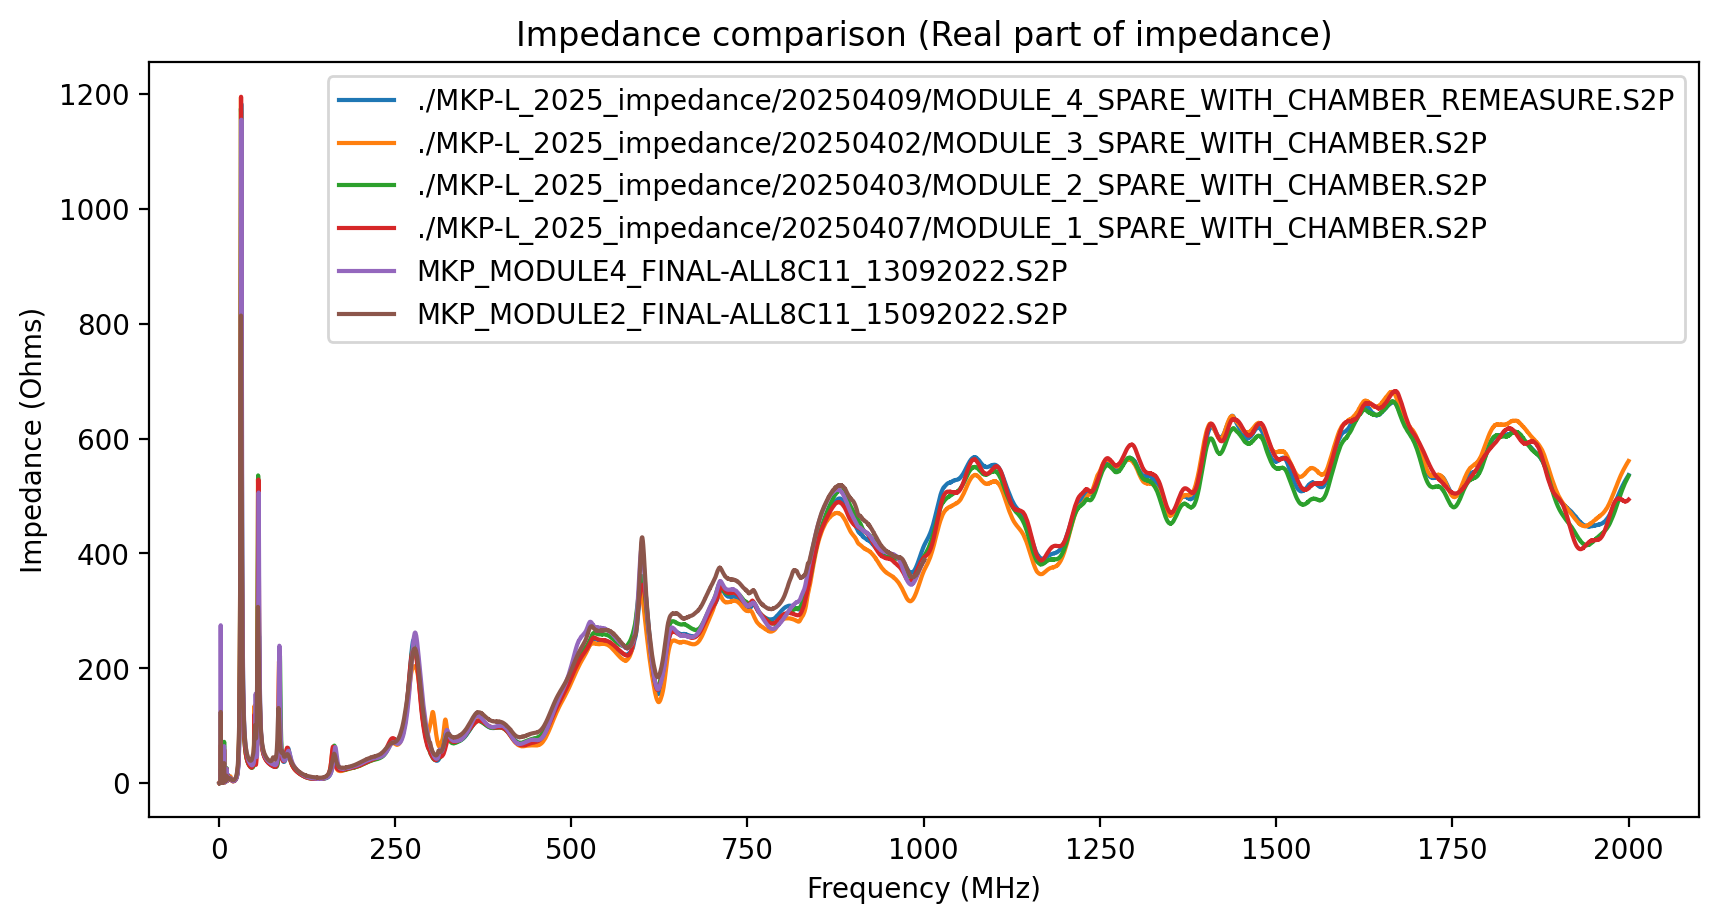 Impedance comparison (Real part of impedance)
./MKP-L_2025_impedance/20250409/MODULE_4_SPARE_WITH_CHAMBER_REMEASURE.S2P
./MKP-L_2025_impedance/20250402/MODULE_3_SPARE_WITH_CHAMBER.S2P
./MKP-L_2025_impedance/20250403/MODULE_2_SPARE_WITH_CHAMBER.S2P
./MKP-L_2025_impedance/20250407/MODULE_1_SPARE_WITH_CHAMBER.S2P
MKP_MODULE4_FINAL-ALL8C11_13092022.S2P
MKP_MODULE2_FINAL-ALL8C11_15092022.S2P
Impedance (Ohms)
1200
1000
800
600
400
200
0
0 250 500 750 1000 1250 1500 1750 2000
Frequency (MHz)